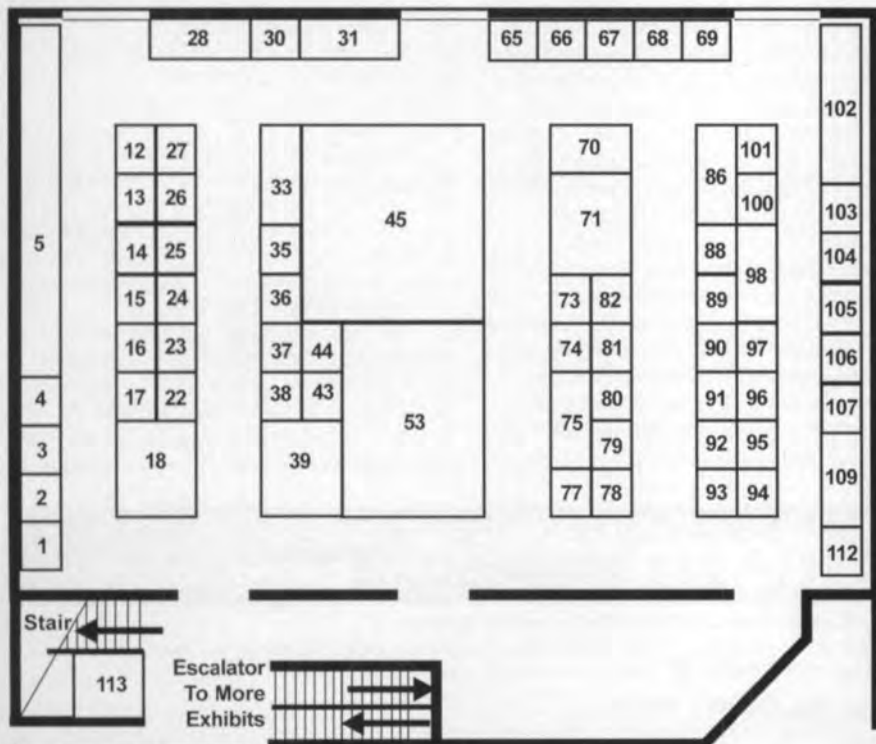 28 30 31 65 66 67 68 69
5 102
12 27 33 45 70 86 101
13 26 71 100 103
14 25 35 88 98 104
15 24 36 73 82 89 105
16 23 37 44 74 81 90 97 106
4 17 22 38 43 53 75 80 91 96 107
3 18 39 79 92 95 109
2 77 78 93 94
1 112
Stair
113
Escalator
To More
Exhibits